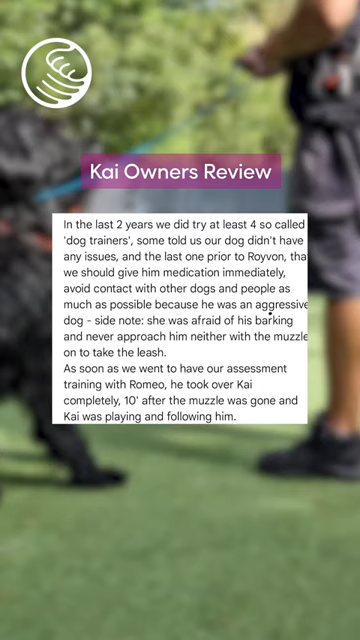 Kai Owners Review
In the last 2 years we did try at least 4 so called
'dog trainers', some told us our dog didn't have
any issues, and the last one prior to Royvon, that
we should give him medication immediately,
avoid contact with other dogs and people as
much as possible because he was an aggressive
dog - side note: she was afraid of his barking
and never approach him neither with the muzzle
on to take the leash.
As soon as we went to have our assessment
training with Romeo, he took over Kai
completely, 10' after the muzzle was gone and
Kai was playing and following him.